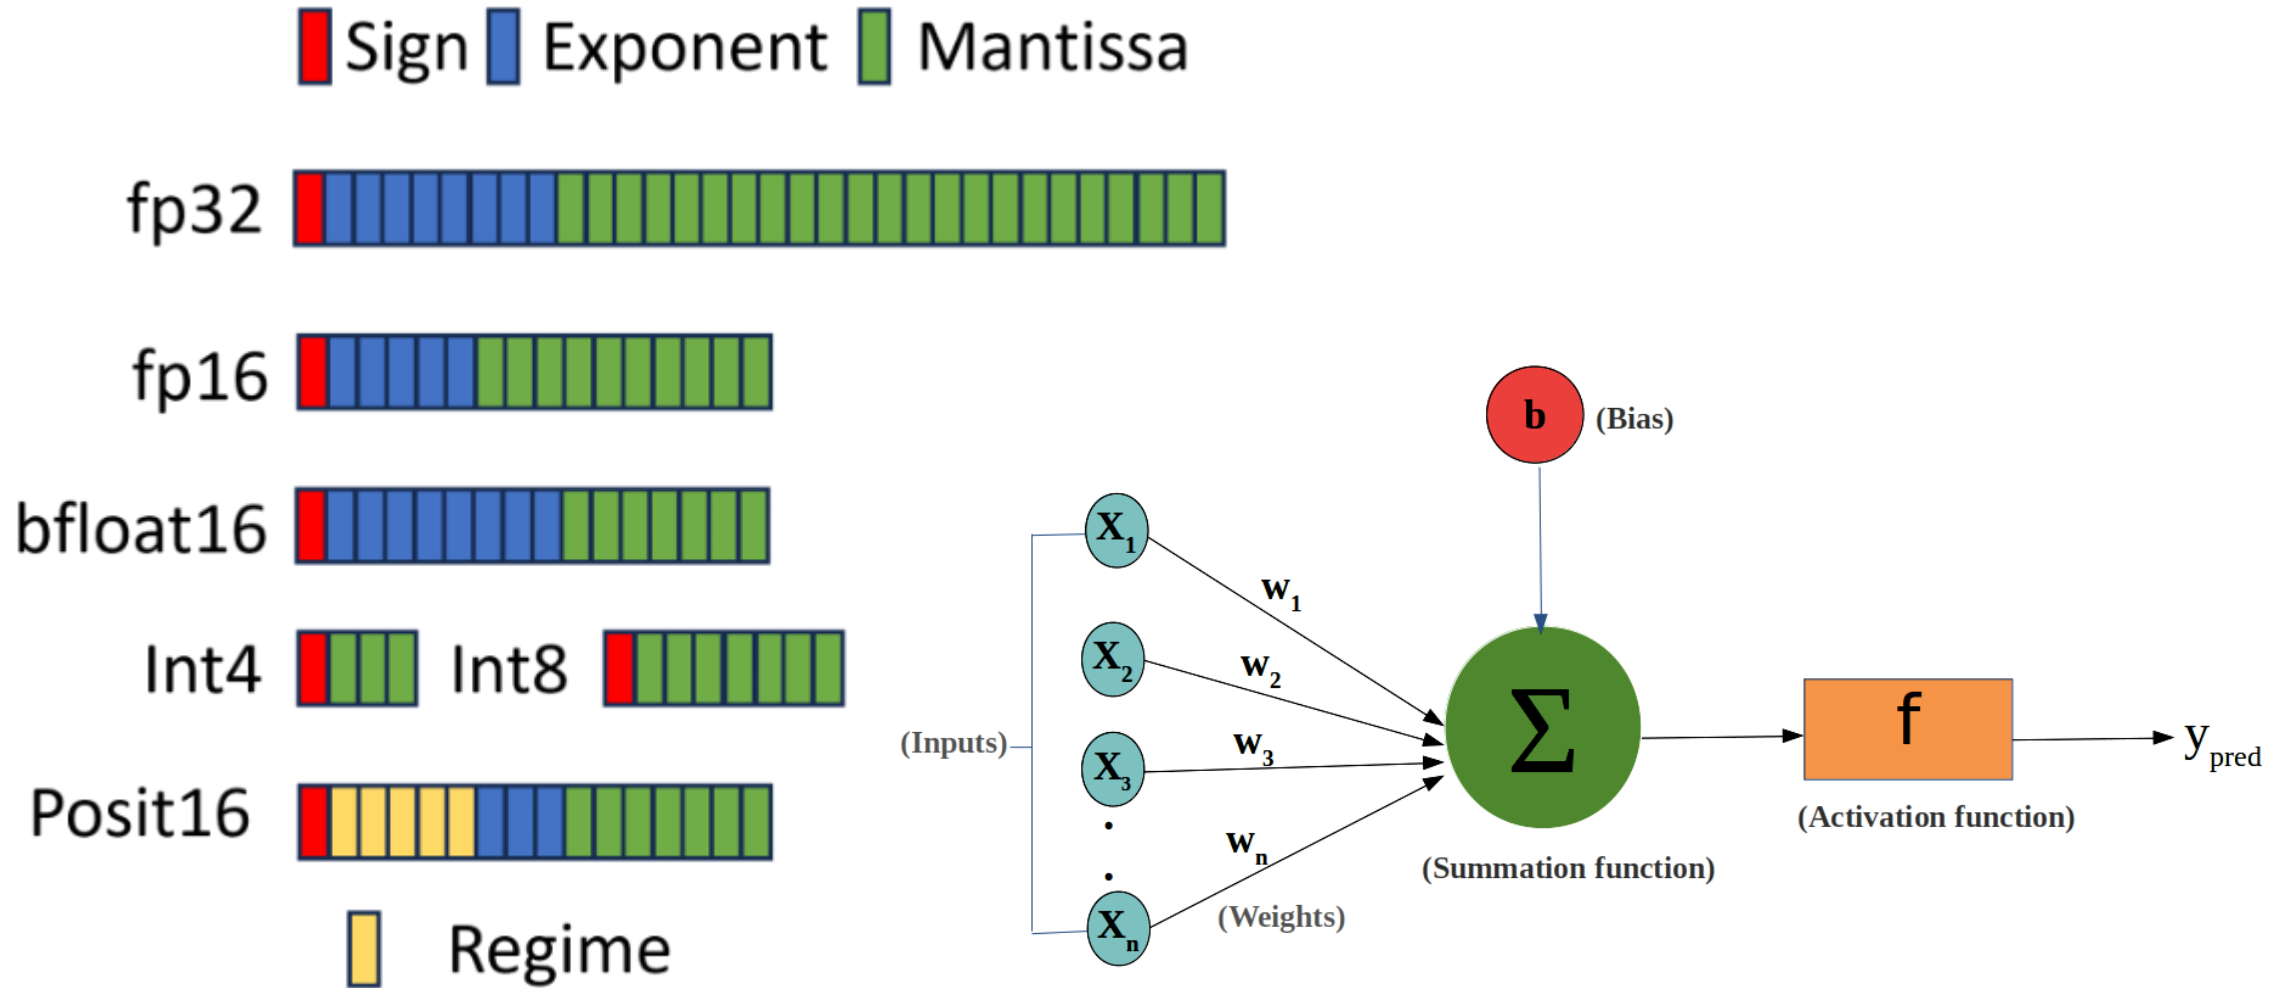 Sign Exponent Mantissa
fp32
fp16
bfloat16
Int4 Int8
Posit16
Regime
b (Bias)
X1
w1
X2
w2
X3
w3
.
.
Xn
wn
(Inputs)
(Weights)
Σ
(Summation function)
f
(Activation function)
ypred